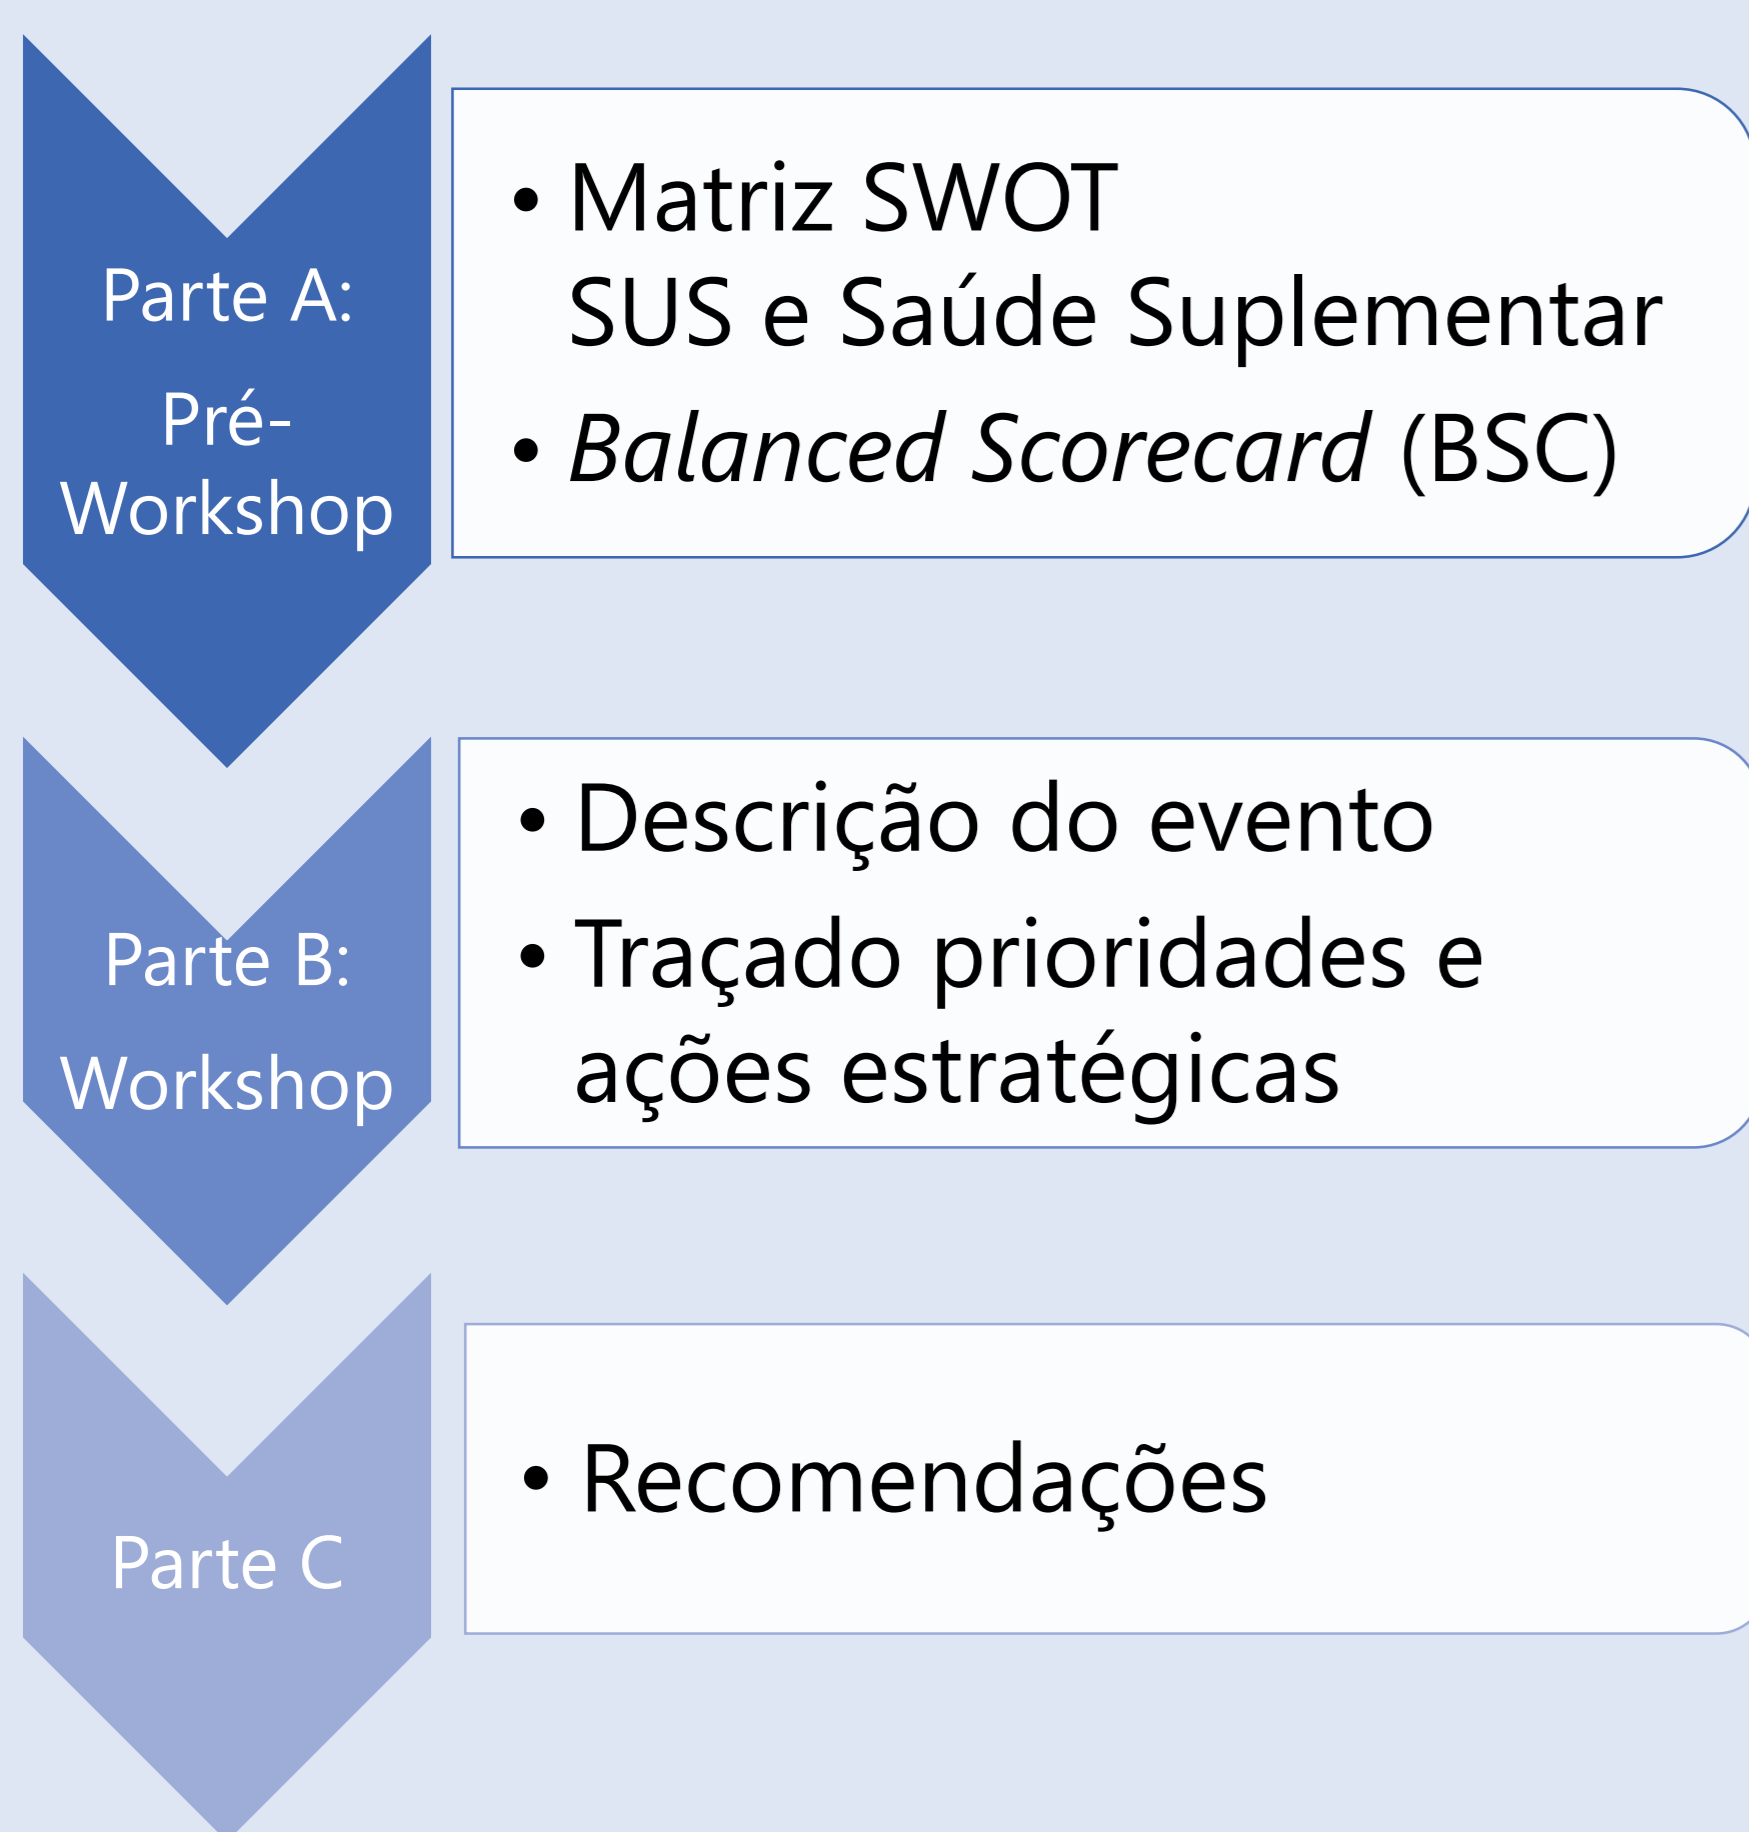 Parte A:
Pré-
Workshop
• Matriz SWOT
SUS e Saúde Suplementar
• Balanced Scorecard (BSC)
Parte B:
Workshop
• Descrição do evento
• Traçado prioridades e
ações estratégicas
Parte C
• Recomendações